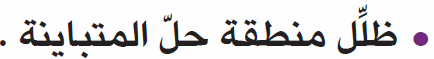 • ظلِّل منطقة حلّ المتباينة .